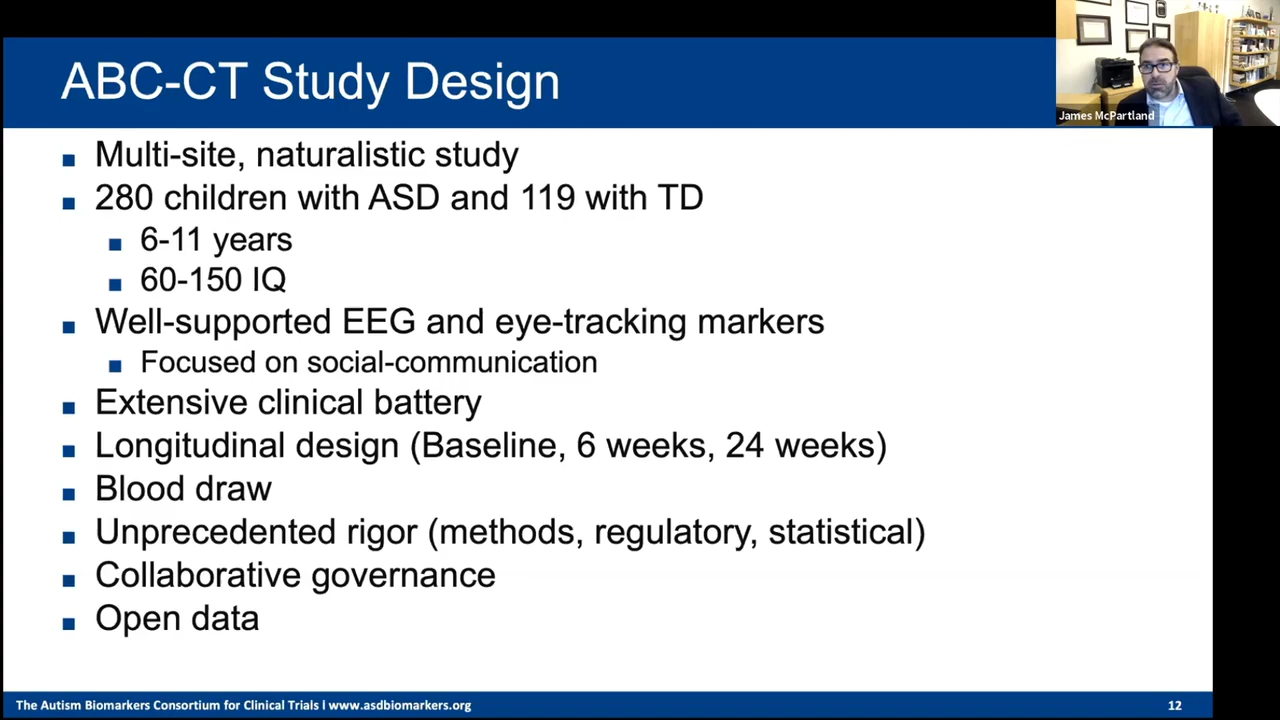 ABC-CT Study Design
James McPartland
Multi-site, naturalistic study
280 children with ASD and 119 with TD
6-11 years
60-150 IQ
Well-supported EEG and eye-tracking markers
Focused on social-communication
Extensive clinical battery
Longitudinal design (Baseline, 6 weeks, 24 weeks)
Blood draw
Unprecedented rigor (methods, regulatory, statistical)
Collaborative governance
Open data
The Autism Biomarkers Consortium for Clinical Trials l www.asdbiomarkers.org
12